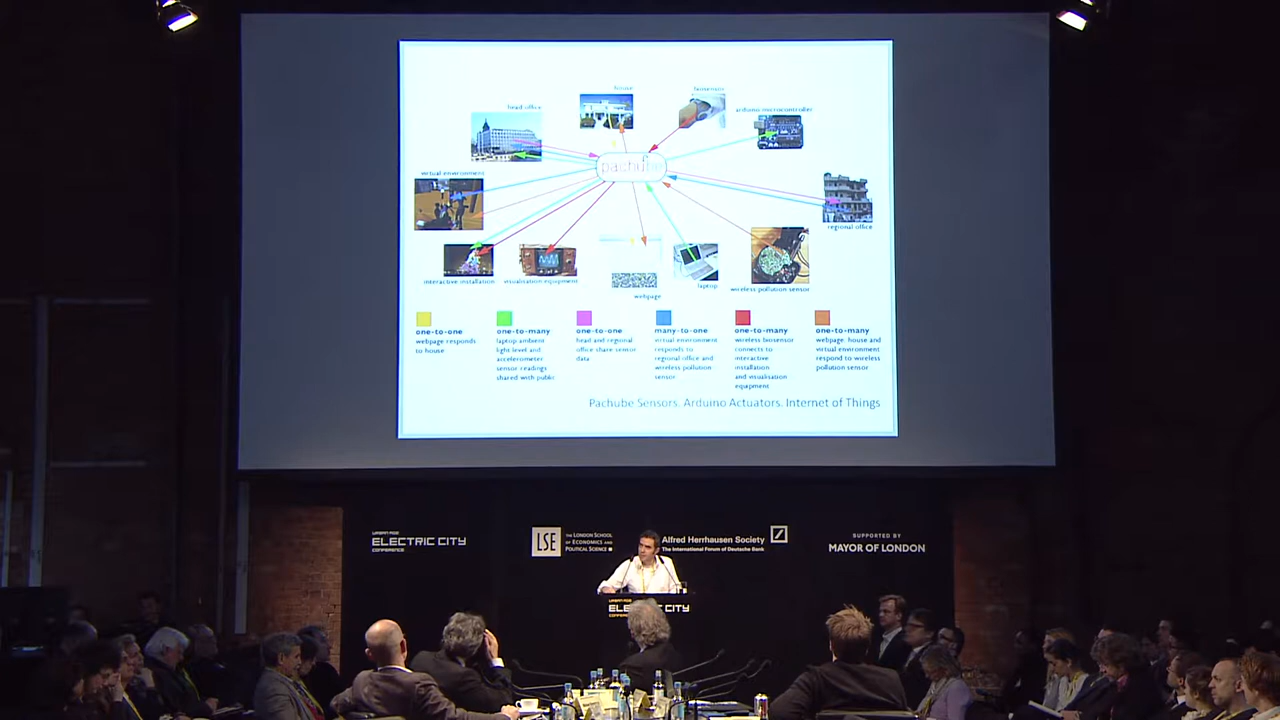 house
biosensor
head office
arduino microcontroller
pachube
virtual environment
regional office
interactive installation
visualisation equipment
laptop
wireless pollution sensor
webpage
one-to-one
webpage responds
to house
one-to-many
laptop ambient
light level and
accelerometer
sensor readings
shared with public
one-to-one
head and regional
office share sensor
data
many-to-one
virtual environment
responds to
regional office and
wireless pollution
sensor
one-to-many
wireless biosensor
connects to
interactive
installation
and visualisation
equipment
one-to-many
webpage house and
virtual environment
respond to wireless
pollution sensor
Pachube Sensors. Arduino Actuators. Internet of Things
URBAN AGE
ELECTRIC CITY
CONFERENCE
LSE
THE LONDON SCHOOL
OF ECONOMICS AND
POLITICAL SCIENCE
Alfred Herrhausen Society
The International Forum of Deutsche Bank
SUPPORTED BY
MAYOR OF LONDON
URBAN AGE
CITY